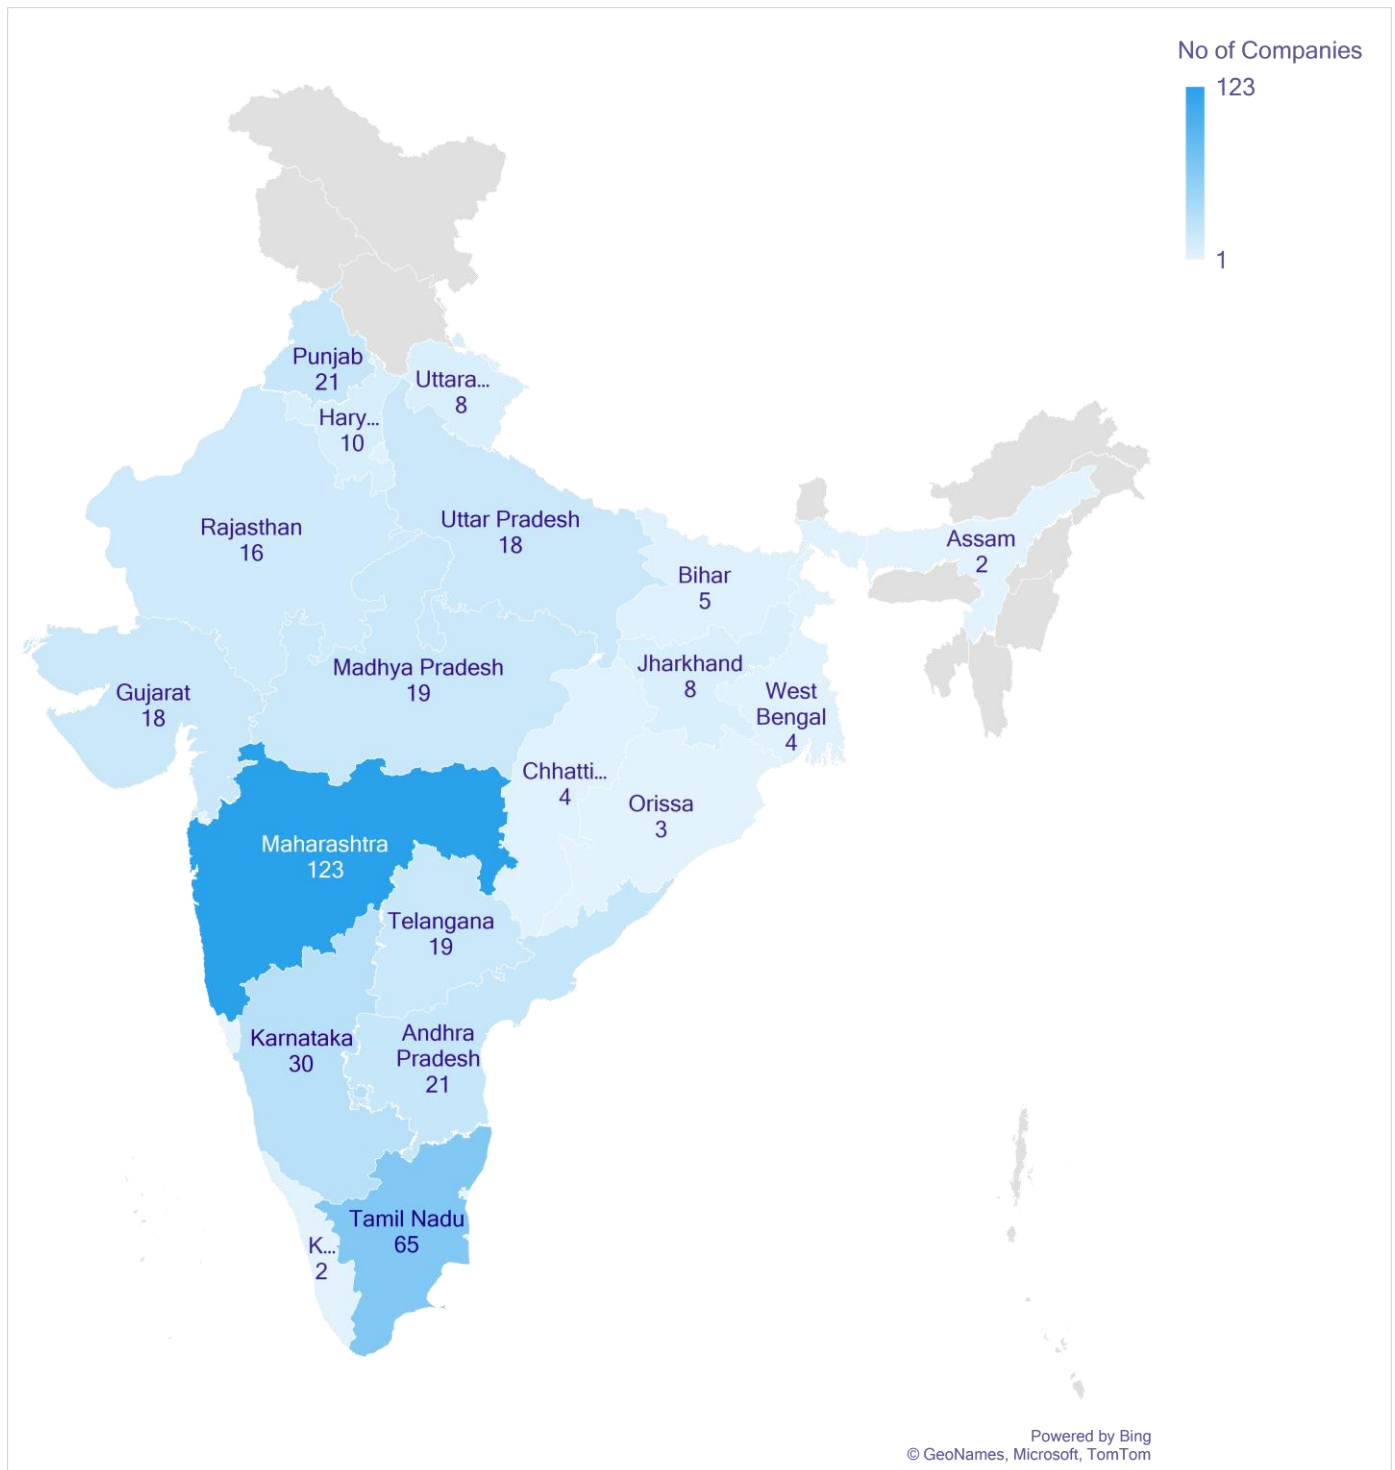 No of Companies
123
1
Punjab
21
Uttara...
8
Hary...
10
Rajasthan
16
Uttar Pradesh
18
Assam
2
Bihar
5
Madhya Pradesh
19
Jharkhand
8
Gujarat
18
West
Bengal
4
Chhatti...
4
Orissa
3
Maharashtra
123
Telangana
19
Karnataka
30
Andhra
Pradesh
21
Tamil Nadu
65
K...
2
Powered by Bing
© GeoNames, Microsoft, TomTom